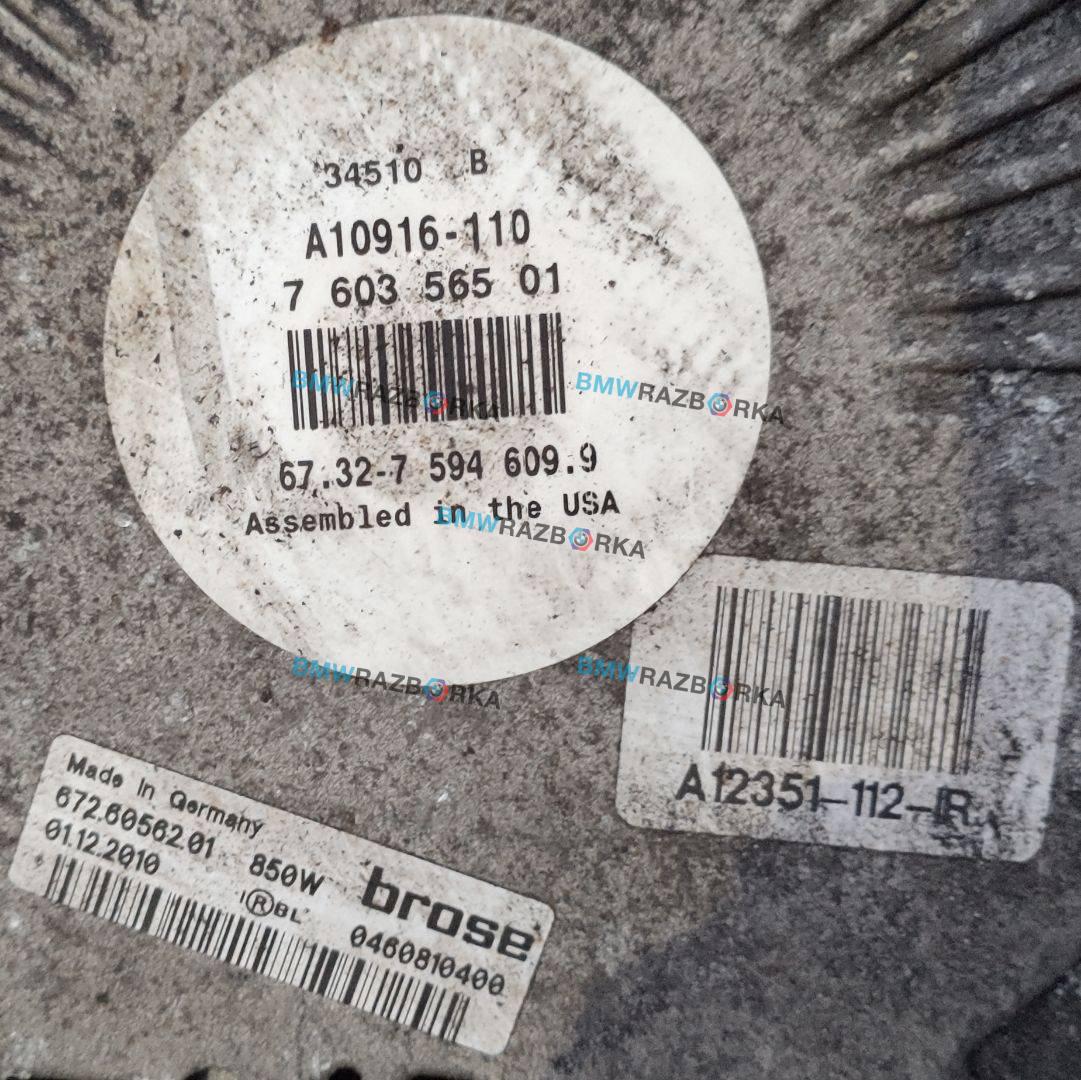 34510 B
A10916-110
7 603 565 01
BMWRAZBORKA
BMWRAZBORKA
67.32-7 594 609.9
Assembled in the USA
BMWRAZBORKA
BMWRAZBORKA
BMWRAZBORKA
A12351-112-IR
Made In Germany
672.60562.01 850W brose
01.12.2010 ®BL 0460810400